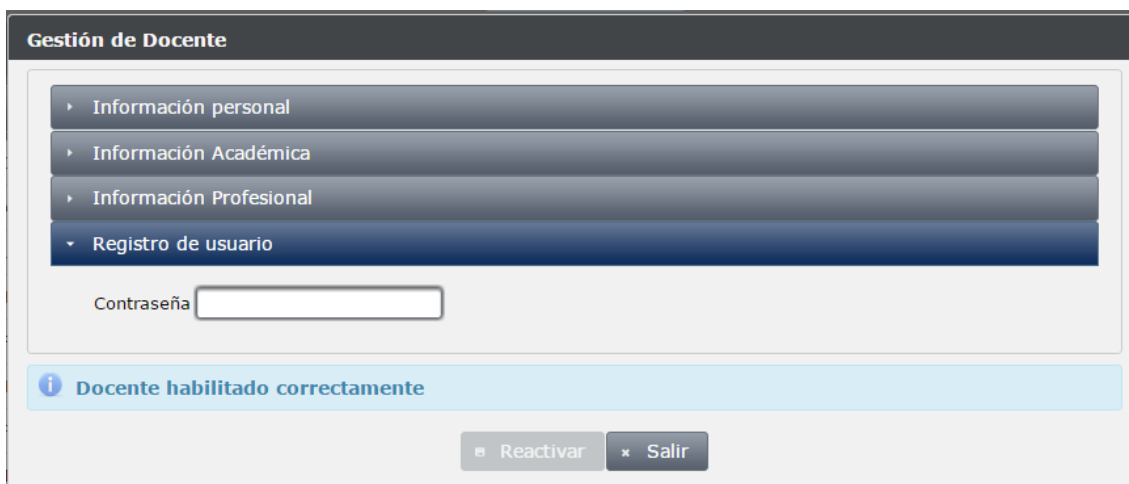 Gestión de Docente
Información personal
Información Académica
Información Profesional
Registro de usuario
Contraseña
Docente habilitado correctamente
Reactivar Salir